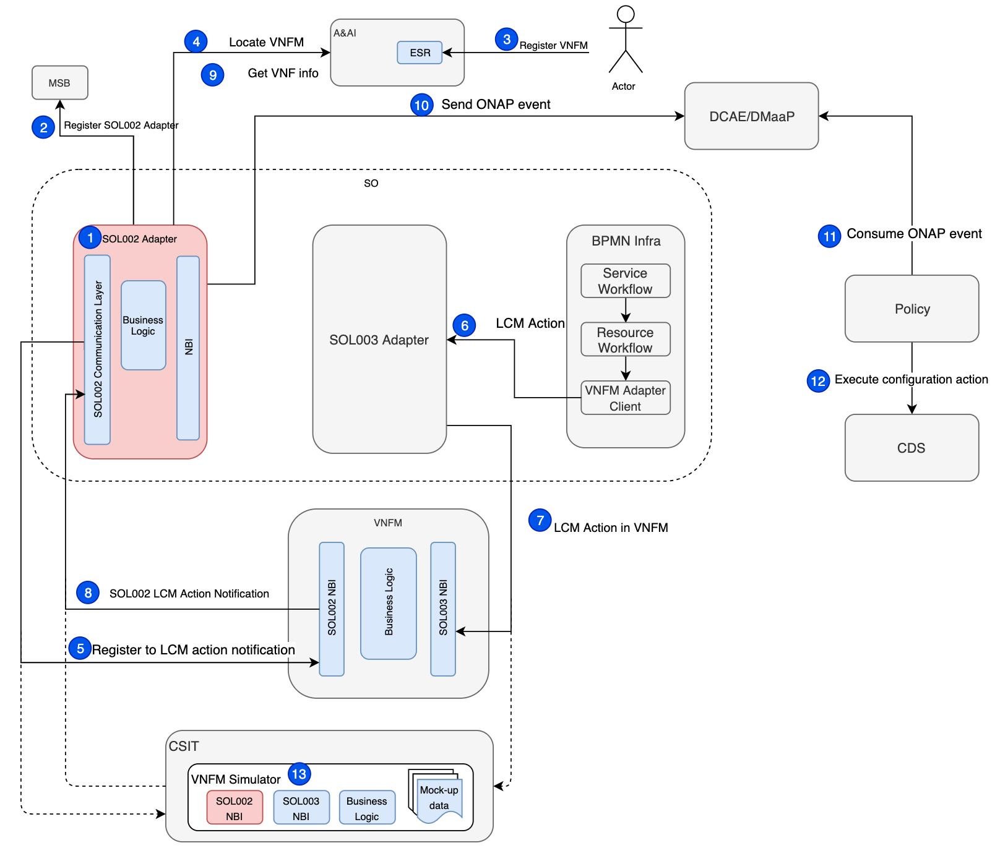 4
Locate VNFM
A&AI
ESR
3
Register VNFM
Actor
9
Get VNF info
MSB
2
Register SOL002 Adapter
10
Send ONAP event
DCAE/DMaaP
SO
1
SOL002 Adapter
SOL002 Communication Layer
Business
Logic
NBI
SOL003 Adapter
6
LCM Action
BPMN Infra
Service
Workflow
Resource
Workflow
VNFM Adapter
Client
11
Consume ONAP event
Policy
12
Execute configuration action
CDS
7
LCM Action in VNFM
VNFM
SOL002 NBI
Business Logic
SOL003 NBI
8
SOL002 LCM Action Notification
5
Register to LCM action notification
CSIT
VNFM Simulator
13
SOL002
NBI
SOL003
NBI
Business
Logic
Mock-up
data